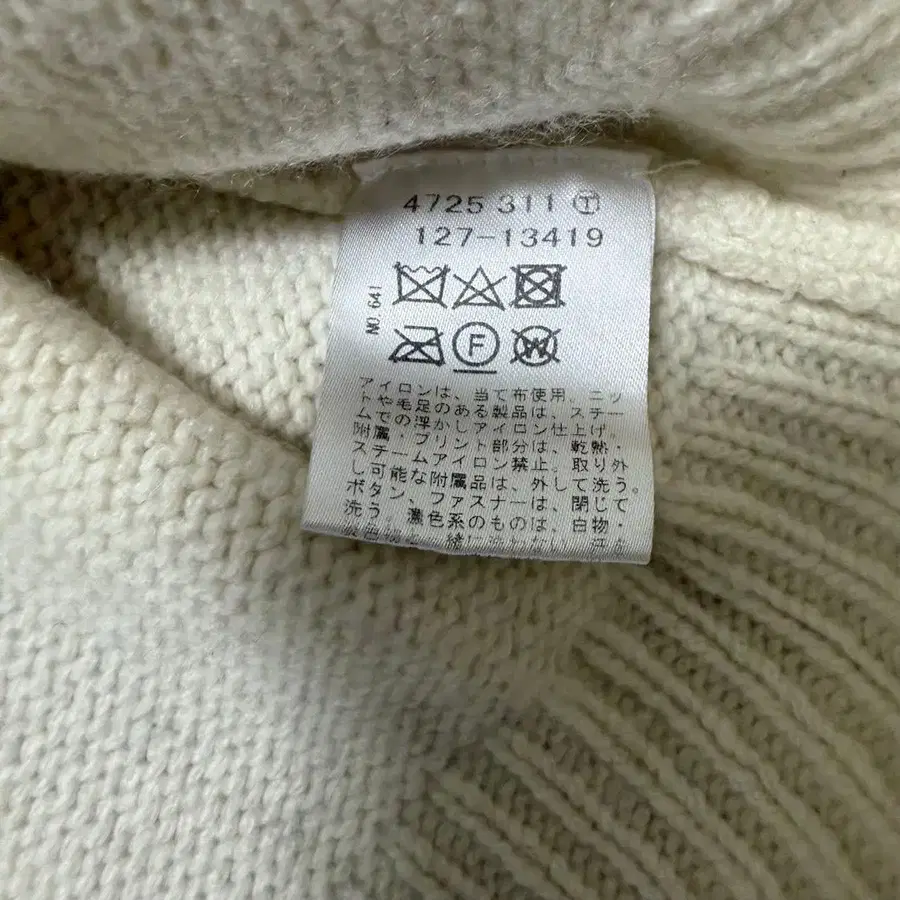 4725 311 Ⓣ
127-13419
NO. 641
F
W
アイロンは、当て布使用。ニッ
トや毛足のある製品は、スチー
ムでの浮かしアイロン仕上げ。
附属・プリント部分は、乾熱・
スチームアイロン禁止。取り外
し可能な附属品は、外して洗う。
ボタン、ファスナーは、閉じて
洗う。濃色系のものは、白物・